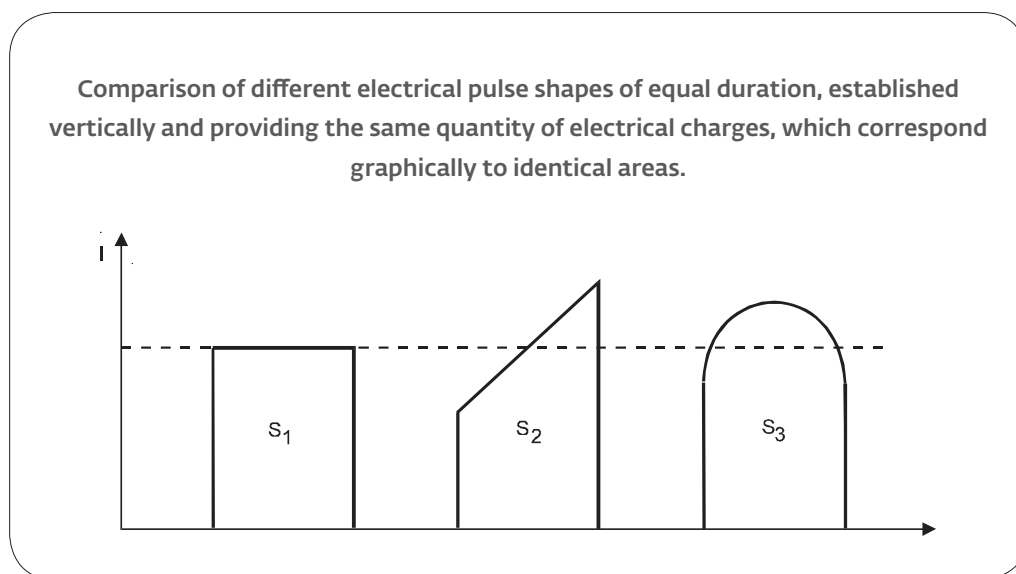 Comparison of different electrical pulse shapes of equal duration, established
vertically and providing the same quantity of electrical charges, which correspond
graphically to identical areas.
I
S1
S2
S3